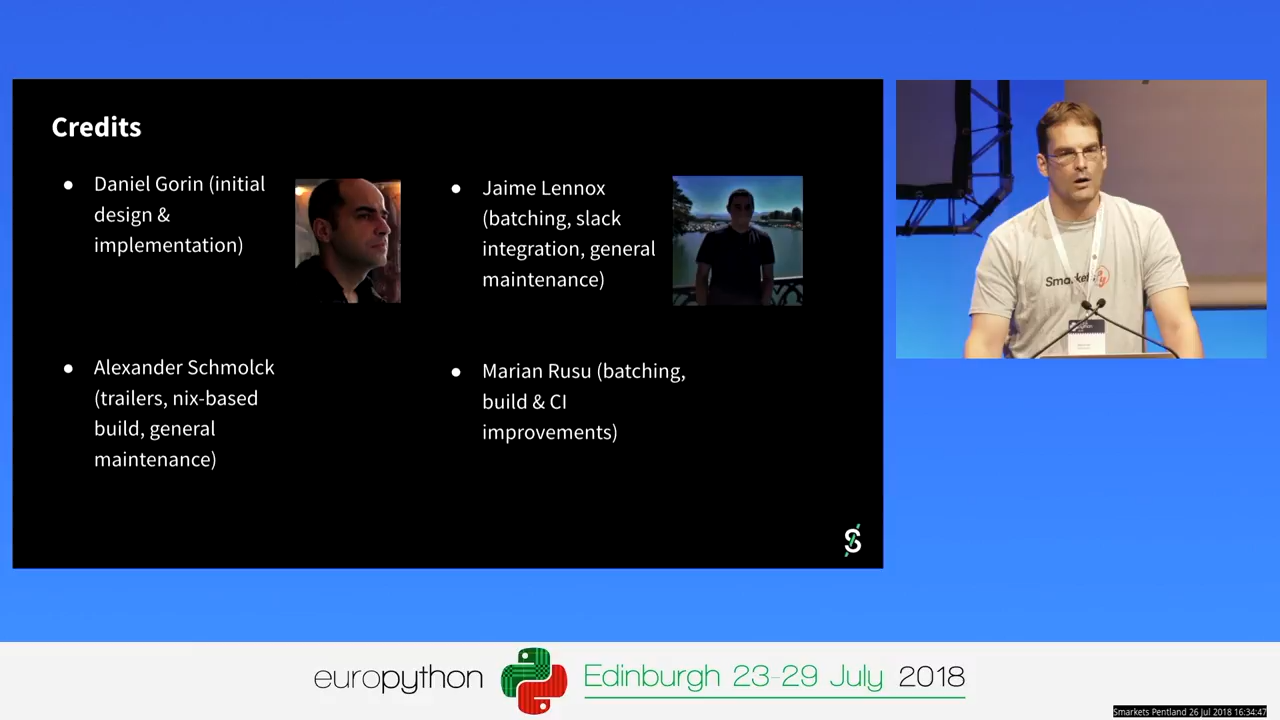 Credits
● Daniel Gorin (initial
design &
implementation)
● Jaime Lennox
(batching, slack
integration, general
maintenance)
● Alexander Schmolck
(trailers, nix-based
build, general
maintenance)
● Marian Rusu (batching,
build & CI
improvements)
europython Edinburgh 23-29 July 2018
Smarkets Pentland 26 Jul 2018 16:34:47